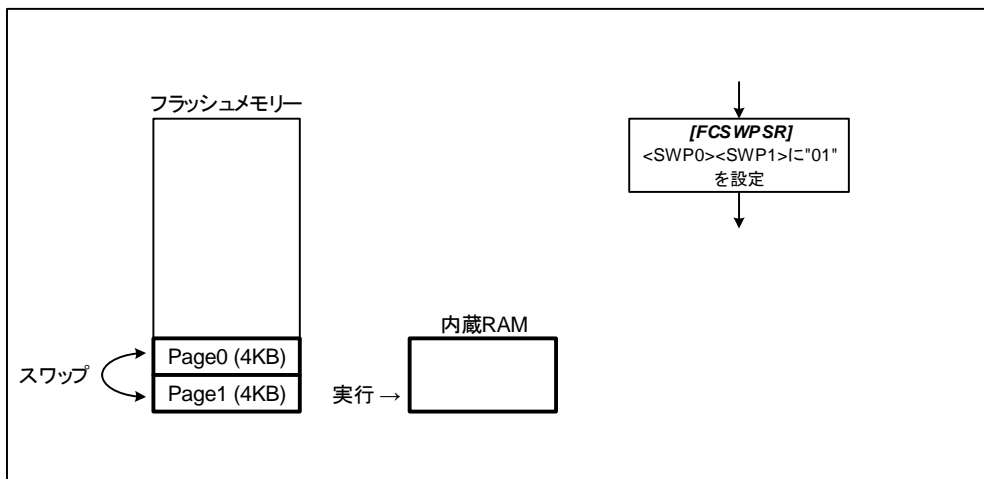 フラッシュメモリー
[FCSWPSR]
<SWP0><SWP1>に"01"
を設定
内蔵RAM
Page0 (4KB)
スワップ
Page1 (4KB)
実行→